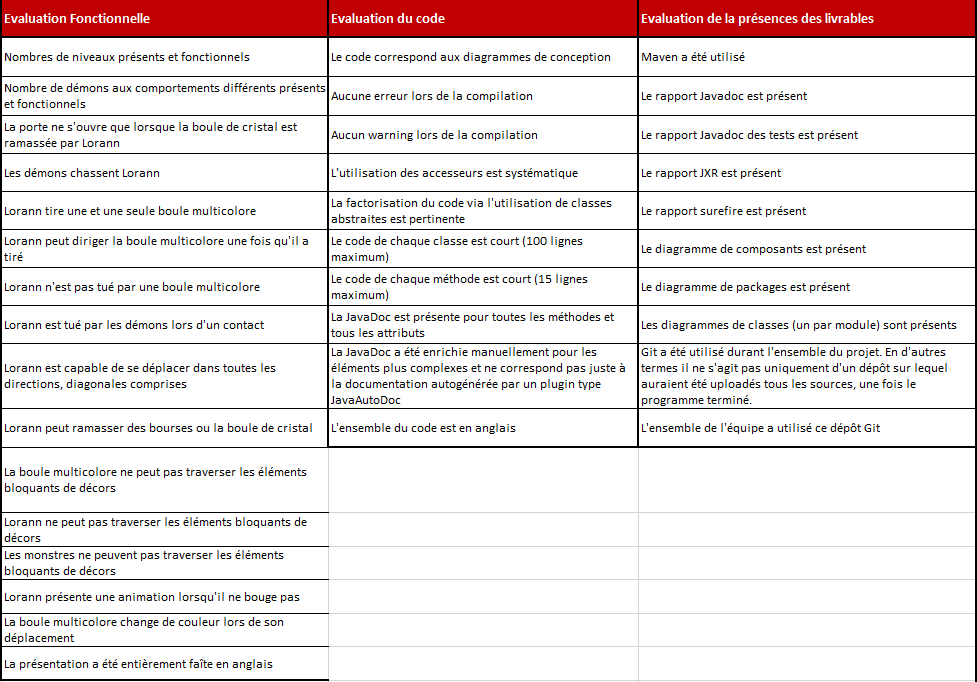 Evaluation Fonctionnelle
Evaluation du code
Evaluation de la présences des livrables
Nombres de niveaux présents et fonctionnels
Le code correspond aux diagrammes de conception
Maven a été utilisé
Nombre de démons aux comportements différents présents
et fonctionnels
Aucune erreur lors de la compilation
Le rapport Javadoc est présent
La porte ne s'ouvre que lorsque la boule de cristal est
ramassée par Lorann
Aucun warning lors de la compilation
Le rapport Javadoc des tests est présent
Les démons chassent Lorann
L'utilisation des accesseurs est systématique
Le rapport JXR est présent
Lorann tire une et une seule boule multicolore
La factorisation du code via l'utilisation de classes
abstraites est pertinente
Le rapport surefire est présent
Lorann peut diriger la boule multicolore une fois qu'il a
tiré
Le code de chaque classe est court (100 lignes
maximum)
Le diagramme de composants est présent
Lorann n'est pas tué par une boule multicolore
Le code de chaque méthode est court (15 lignes
maximum)
Le diagramme de packages est présent
Lorann est tué par les démons lors d'un contact
La JavaDoc est présente pour toutes les méthodes et
tous les attributs
Les diagrammes de classes (un par module) sont présents
Lorann est capable de se déplacer dans toutes les
directions, diagonales comprises
La JavaDoc a été enrichie manuellement pour les
éléments plus complexes et ne correspond pas juste à
la documentation autogénérée par un plugin type
JavaAutoDoc
Git a été utilisé durant l'ensemble du projet. En d'autres
termes il ne s'agit pas uniquement d'un dépôt sur lequel
auraient été uploadés tous les sources, une fois le
programme terminé.
Lorann peut ramasser des bourses ou la boule de cristal
L'ensemble du code est en anglais
L'ensemble de l'équipe a utilisé ce dépôt Git
La boule multicolore ne peut pas traverser les éléments
bloquants de décors
Lorann ne peut pas traverser les éléments bloquants de
décors
Les monstres ne peuvent pas traverser les éléments
bloquants de décors
Lorann présente une animation lorsqu'il ne bouge pas
La boule multicolore change de couleur lors de son
déplacement
La présentation a été entièrement faîte en anglais